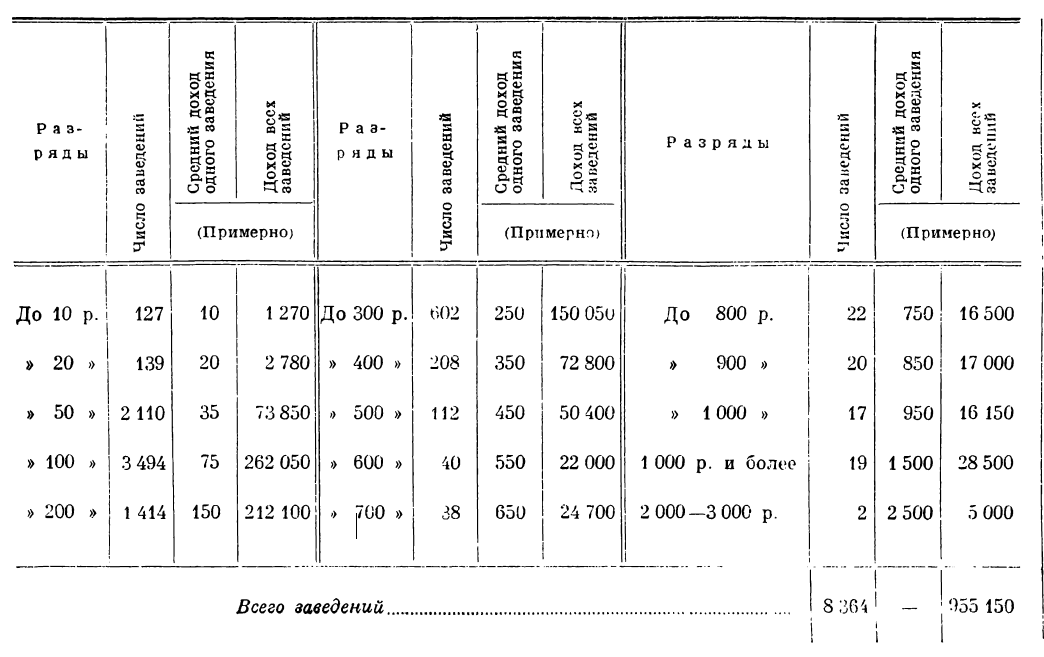 Раз-
ряды
Число заведений
Средний доход
одного заведения
Доход всех
заведений
(Примерно)
Раз-
ряды
Число заведений
Средний доход
одного заведения
Доход всех
заведений
(Примерно)
Разряды
Число заведений
Средний доход
одного заведения
Доход всех
заведений
(Примерно)
До 10 р. 127 10 1 270 До 300 р. 602 250 150 050 До 800 р. 22 750 16 500
» 20 » 139 20 2 780 » 400 » 208 350 72 800 » 900 » 20 850 17 000
» 50 » 2 110 35 73 850 » 500 » 112 450 50 400 » 1 000 » 17 950 16 150
» 100 » 3 494 75 262 050 » 600 » 40 550 22 000 1 000 р. и более 19 1 500 28 500
» 200 » 1 414 150 212 100 » 700 » 38 650 24 700 2 000—3 000 р. 2 2 500 5 000
Всего заведений 8 364 — 955 150